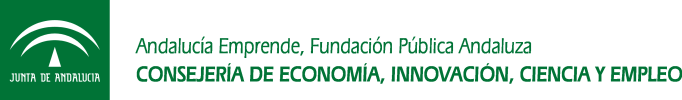 JUNTA DE ANDALUCIA
Andalucía Emprende, Fundación Pública Andaluza
CONSEJERÍA DE ECONOMÍA, INNOVACIÓN, CIENCIA Y EMPLEO